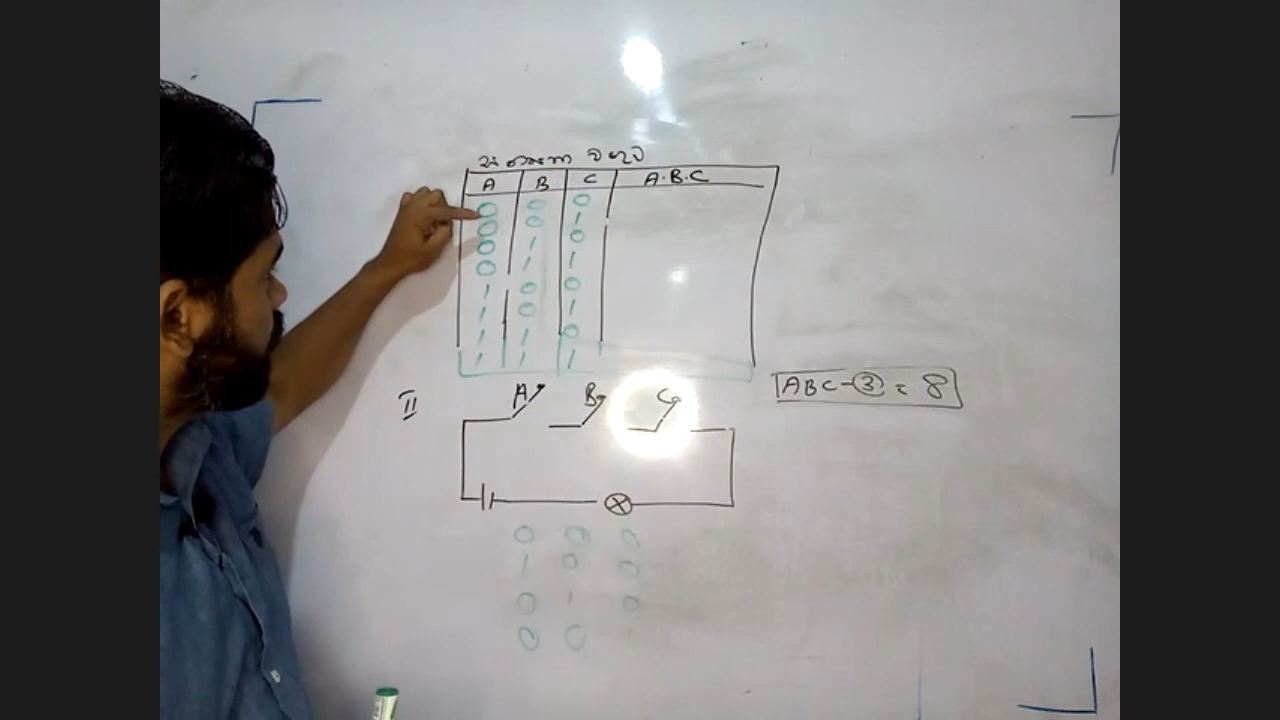 සත්‍යතා වගුව
A B C A·B·C
0 0 0
0 0 1
0 1 0
0 1 1
1 0 0
1 0 1
1 1 0
1 1 1
ABC-③ = 8
II A B C
0 0 0
1 0 0
0 1 0
0 0